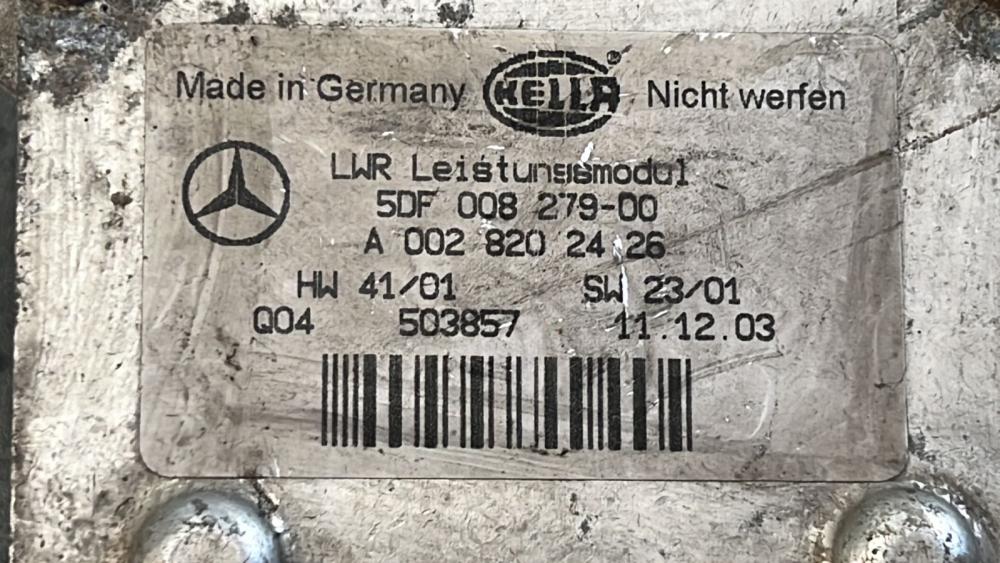 Made in Germany HELLA ® Nicht werfen
LWR Leistungsmodul
5DF 008 279-00
A 002 820 24 26
HW 41/01 SW 23/01
Q04 503857 11.12.03